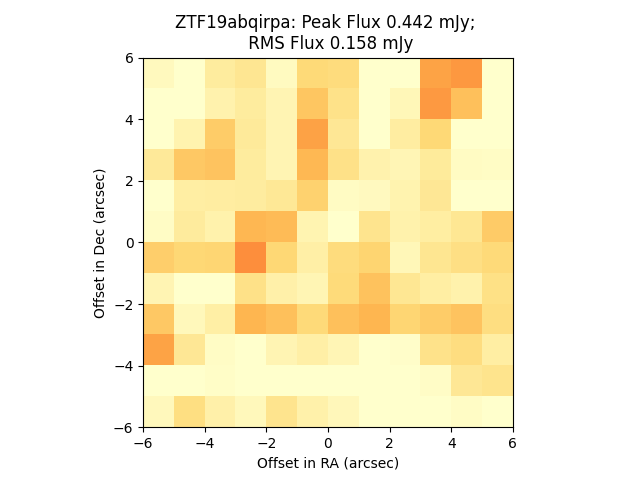 ZTF19abqirpa: Peak Flux 0.442 mJy;
RMS Flux 0.158 mJy
6
4
2
0
−2
−4
−6
Offset in Dec (arcsec)
−6 −4 −2 0 2 4 6
Offset in RA (arcsec)